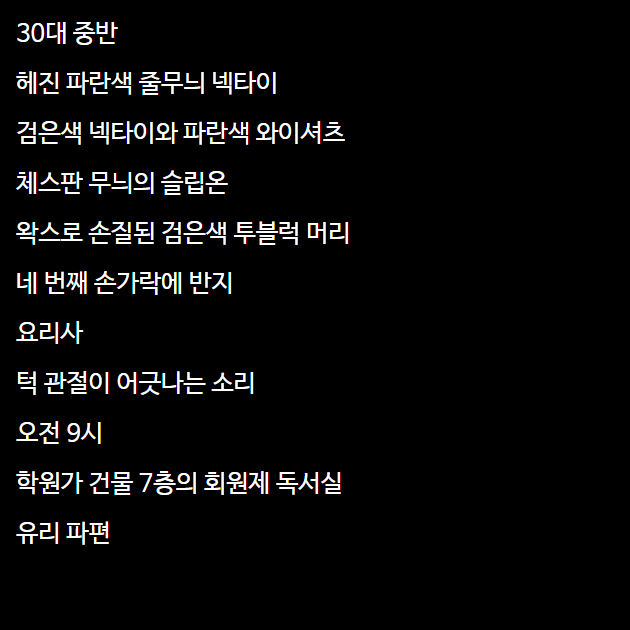 30대 중반
헤진 파란색 줄무늬 넥타이
검은색 넥타이와 파란색 와이셔츠
체스판 무늬의 슬립온
왁스로 손질된 검은색 투블럭 머리
네 번째 손가락에 반지
요리사
턱 관절이 어긋나는 소리
오전 9시
학원가 건물 7층의 회원제 독서실
유리 파편